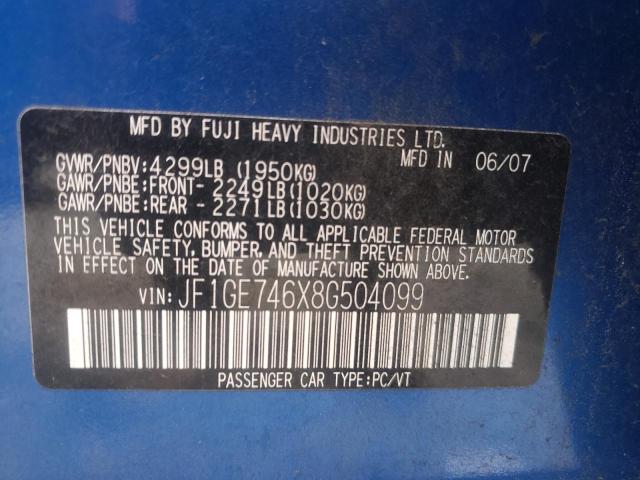 MFD BY FUJI HEAVY INDUSTRIES LTD.
GVWR/PNBV:4299LB (1950KG) MFD IN 06/07
GAWR/PNBE:FRONT- 2249LB(1020KG)
GAWR/PNBE:REAR - 2271LB(1030KG)
THIS VEHICLE CONFORMS TO ALL APPLICABLE FEDERAL MOTOR
VEHICLE SAFETY, BUMPER, AND THEFT PREVENTION STANDARDS
IN EFFECT ON THE DATE OF MANUFACTURE SHOWN ABOVE.
VIN: JF1GE746X8G504099
PASSENGER CAR TYPE:PC/VT